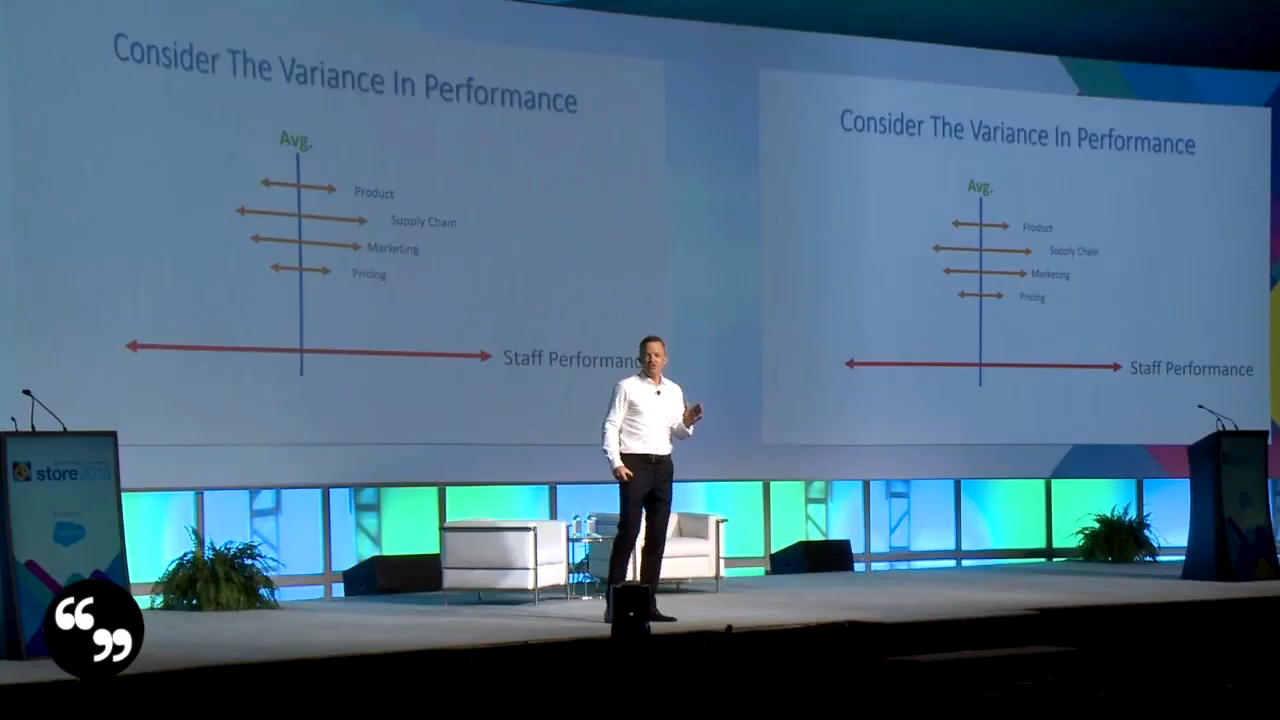 Consider The Variance In Performance
Avg.
Product
Supply Chain
Marketing
Pricing
Staff Performanc
Consider The Variance In Performance
Avg.
Product
Supply Chain
Marketing
Pricing
Staff Performance
store